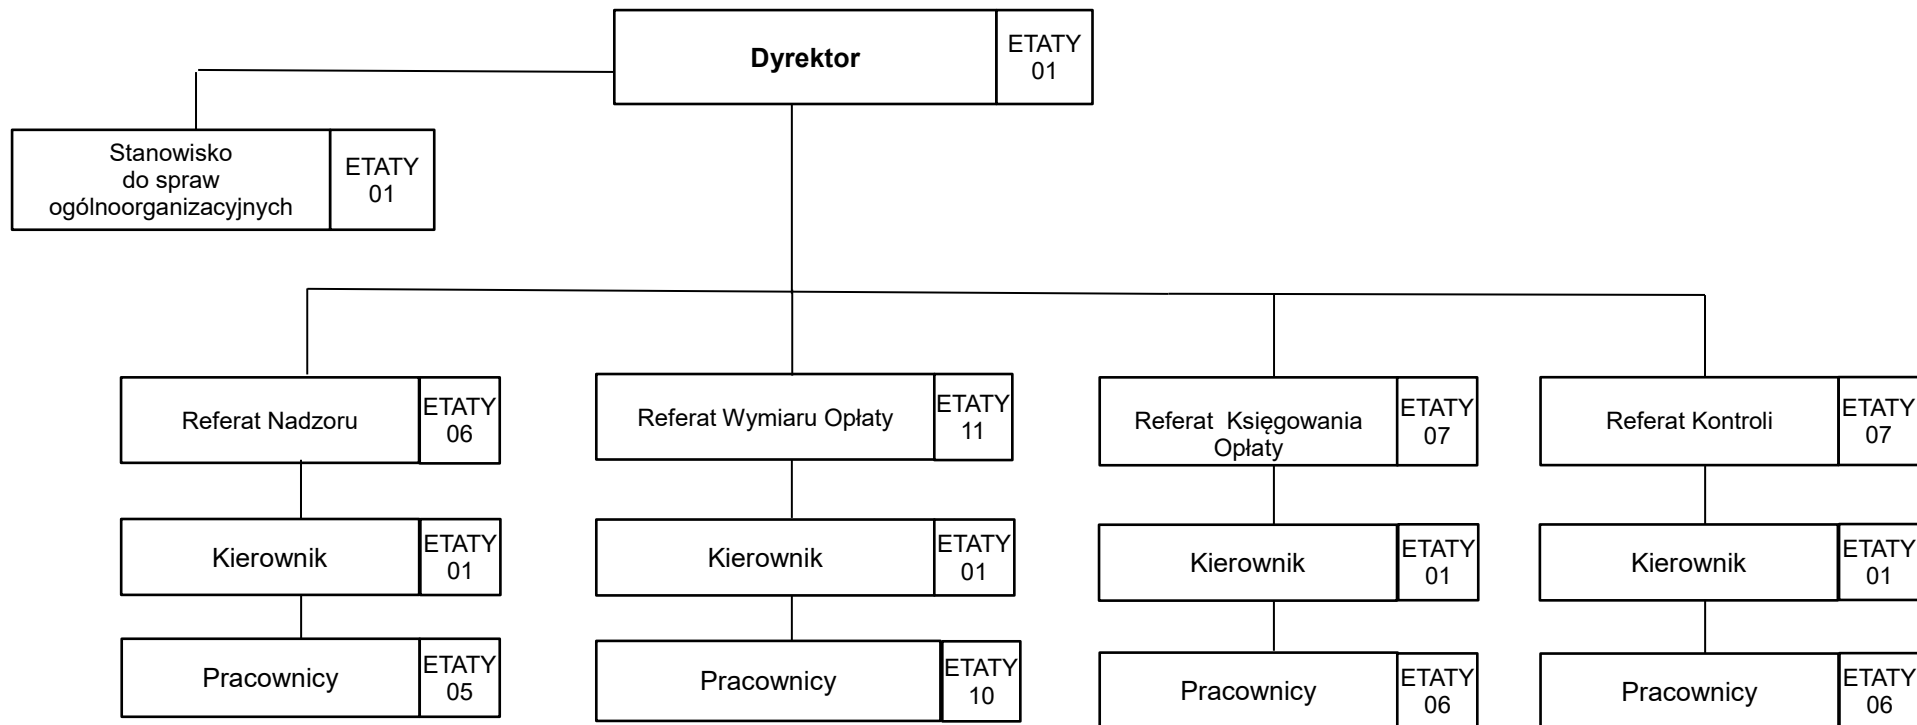 Dyrektor
ETATY
01
Stanowisko
do spraw
ogólnoorganizacyjnych
ETATY
01
Referat Nadzoru
ETATY
06
Referat Wymiaru Opłaty
ETATY
11
Referat Księgowania
Opłaty
ETATY
07
Referat Kontroli
ETATY
07
Kierownik
ETATY
01
Kierownik
ETATY
01
Kierownik
ETATY
01
Kierownik
ETATY
01
Pracownicy
ETATY
05
Pracownicy
ETATY
10
Pracownicy
ETATY
06
Pracownicy
ETATY
06